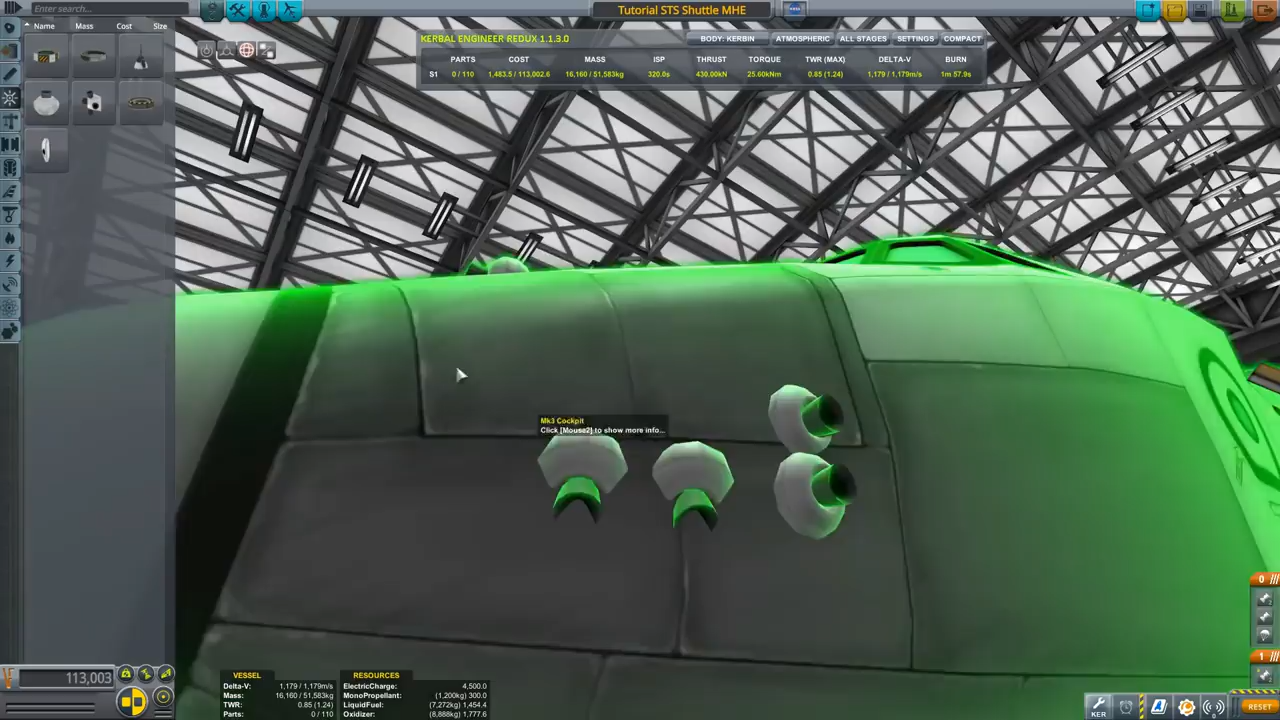 Enter search...
Tutorial STS Shuttle MHE
Name Mass Cost Size
KERBAL ENGINEER REDUX 1.1.3.0 BODY: KERBIN ATMOSPHERIC ALL STAGES SETTINGS COMPACT
PARTS COST MASS ISP THRUST TORQUE TWR (MAX) DELTA-V BURN
S1 0 / 110 1,483.5 / 113,002.6 16,160 / 51,583kg 320.0s 430.00kN 25.60kNm 0.85 (1.24) 1,179 / 1,179m/s 1m 57.9s
Mk3 Cockpit
Click [Mouse2] to show more info...
0
1
113,003
VESSEL
Delta-V: 1,179 / 1,179m/s
Mass: 16,160 / 51,583kg
TWR: 0.85 (1.24)
Parts: 0 / 110
RESOURCES
ElectricCharge: 4,500.0
MonoPropellant: (1,200kg) 300.0
LiquidFuel: (7,272kg) 1,454.4
Oxidizer: (8,888kg) 1,777.6
KER
RESET